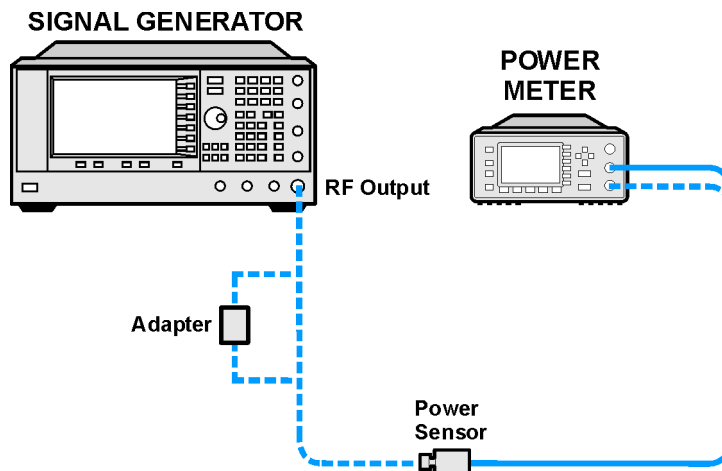 SIGNAL GENERATOR
POWER
METER
RF Output
Adapter
Power
Sensor